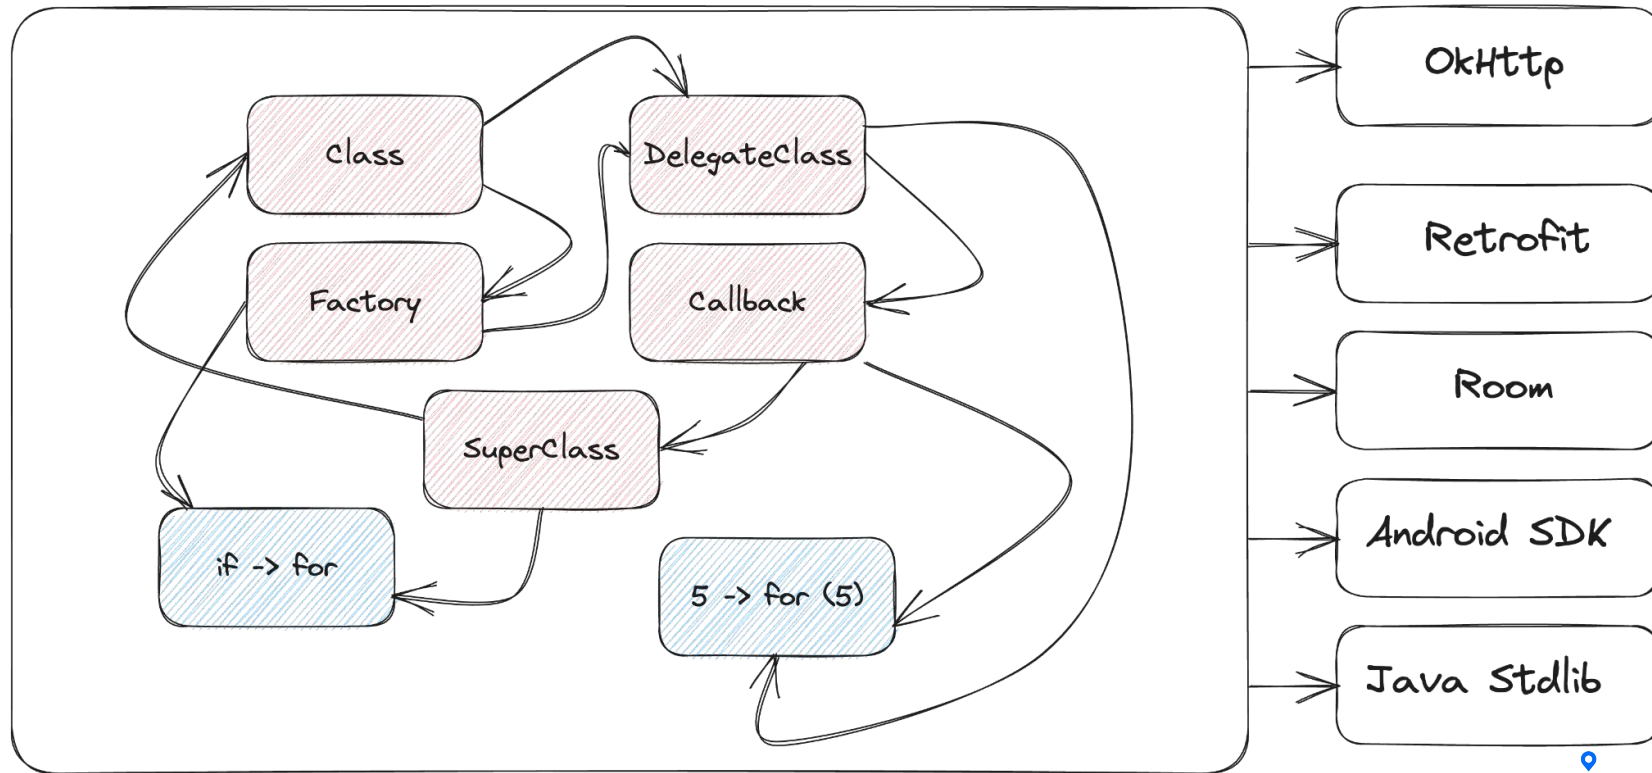 Class
DelegateClass
Factory
Callback
SuperClass
if -> for
5 -> for (5)
OkHttp
Retrofit
Room
Android SDK
Java Stdlib